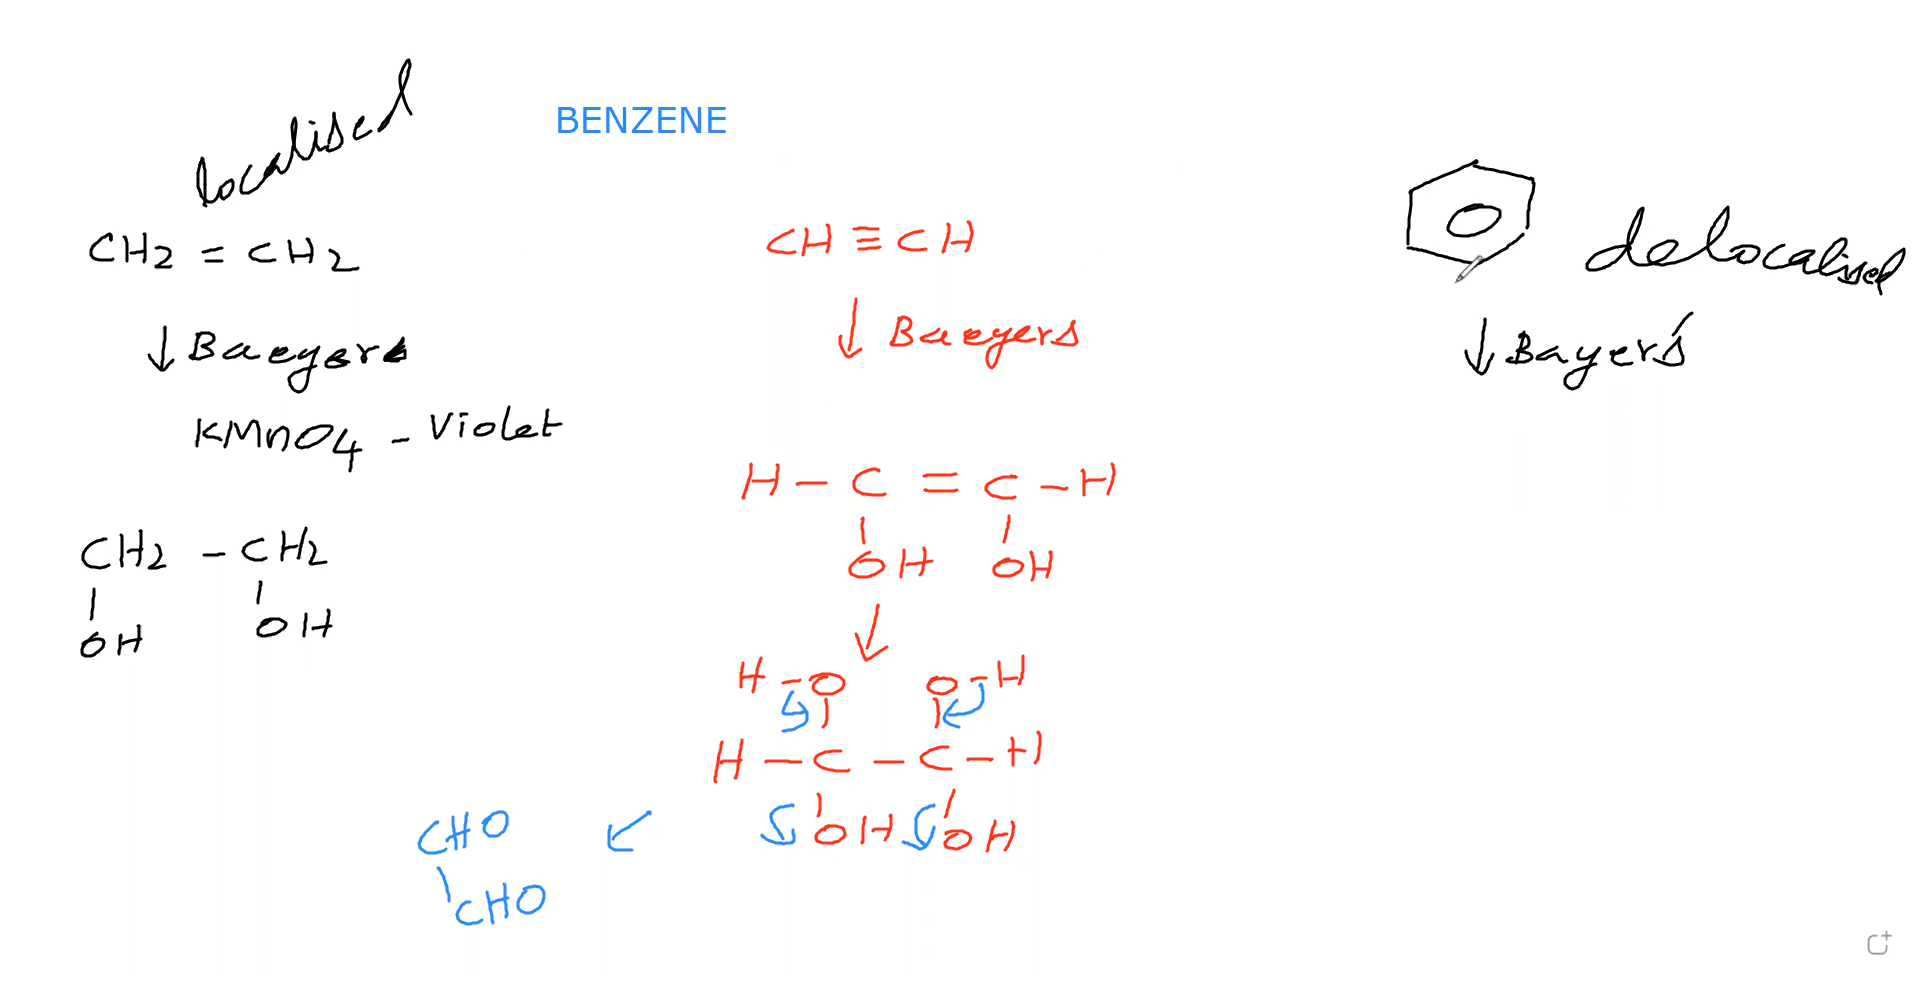 localised
BENZENE
CH2 = CH2
↓ Baeyers
KMnO4 - Violet
CH2 - CH2
| |
OH OH
CH ≡ CH
↓ Baeyers
H - C = C - H
| |
OH OH
↓
H - O O - H
| |
H - C - C - H
| |
OH OH
CHO
|
CHO
delocalised
↓ Bayer's